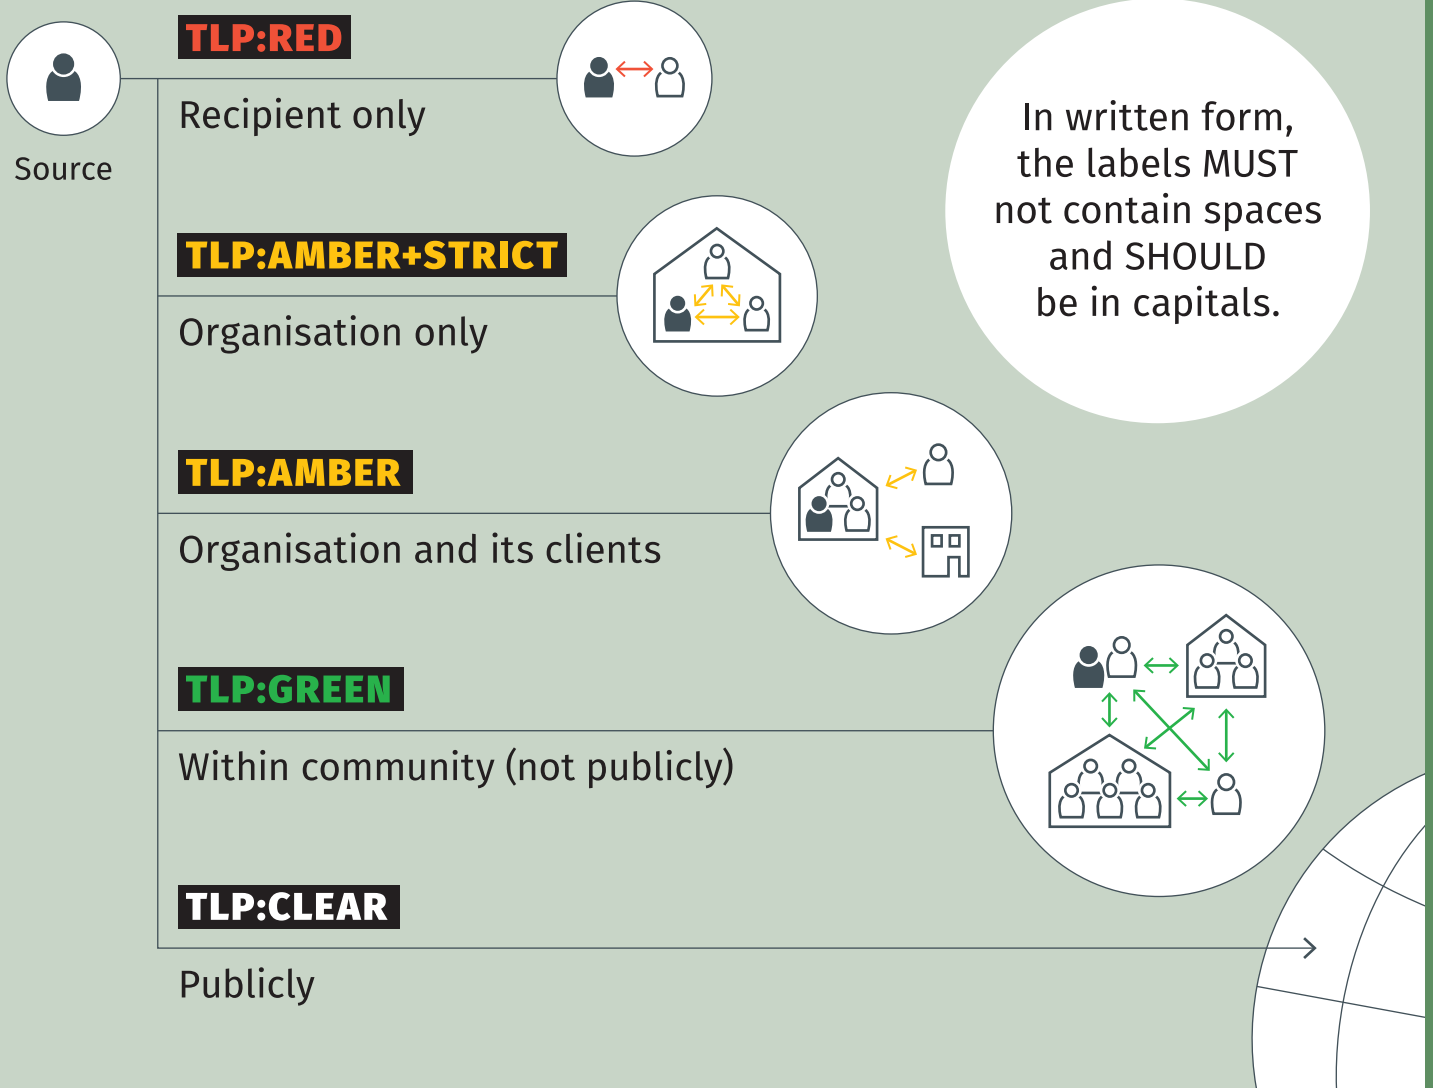 TLP:RED
Recipient only
Source
TLP:AMBER+STRICT
Organisation only
TLP:AMBER
Organisation and its clients
TLP:GREEN
Within community (not publicly)
TLP:CLEAR
Publicly
In written form,
the labels MUST
not contain spaces
and SHOULD
be in capitals.